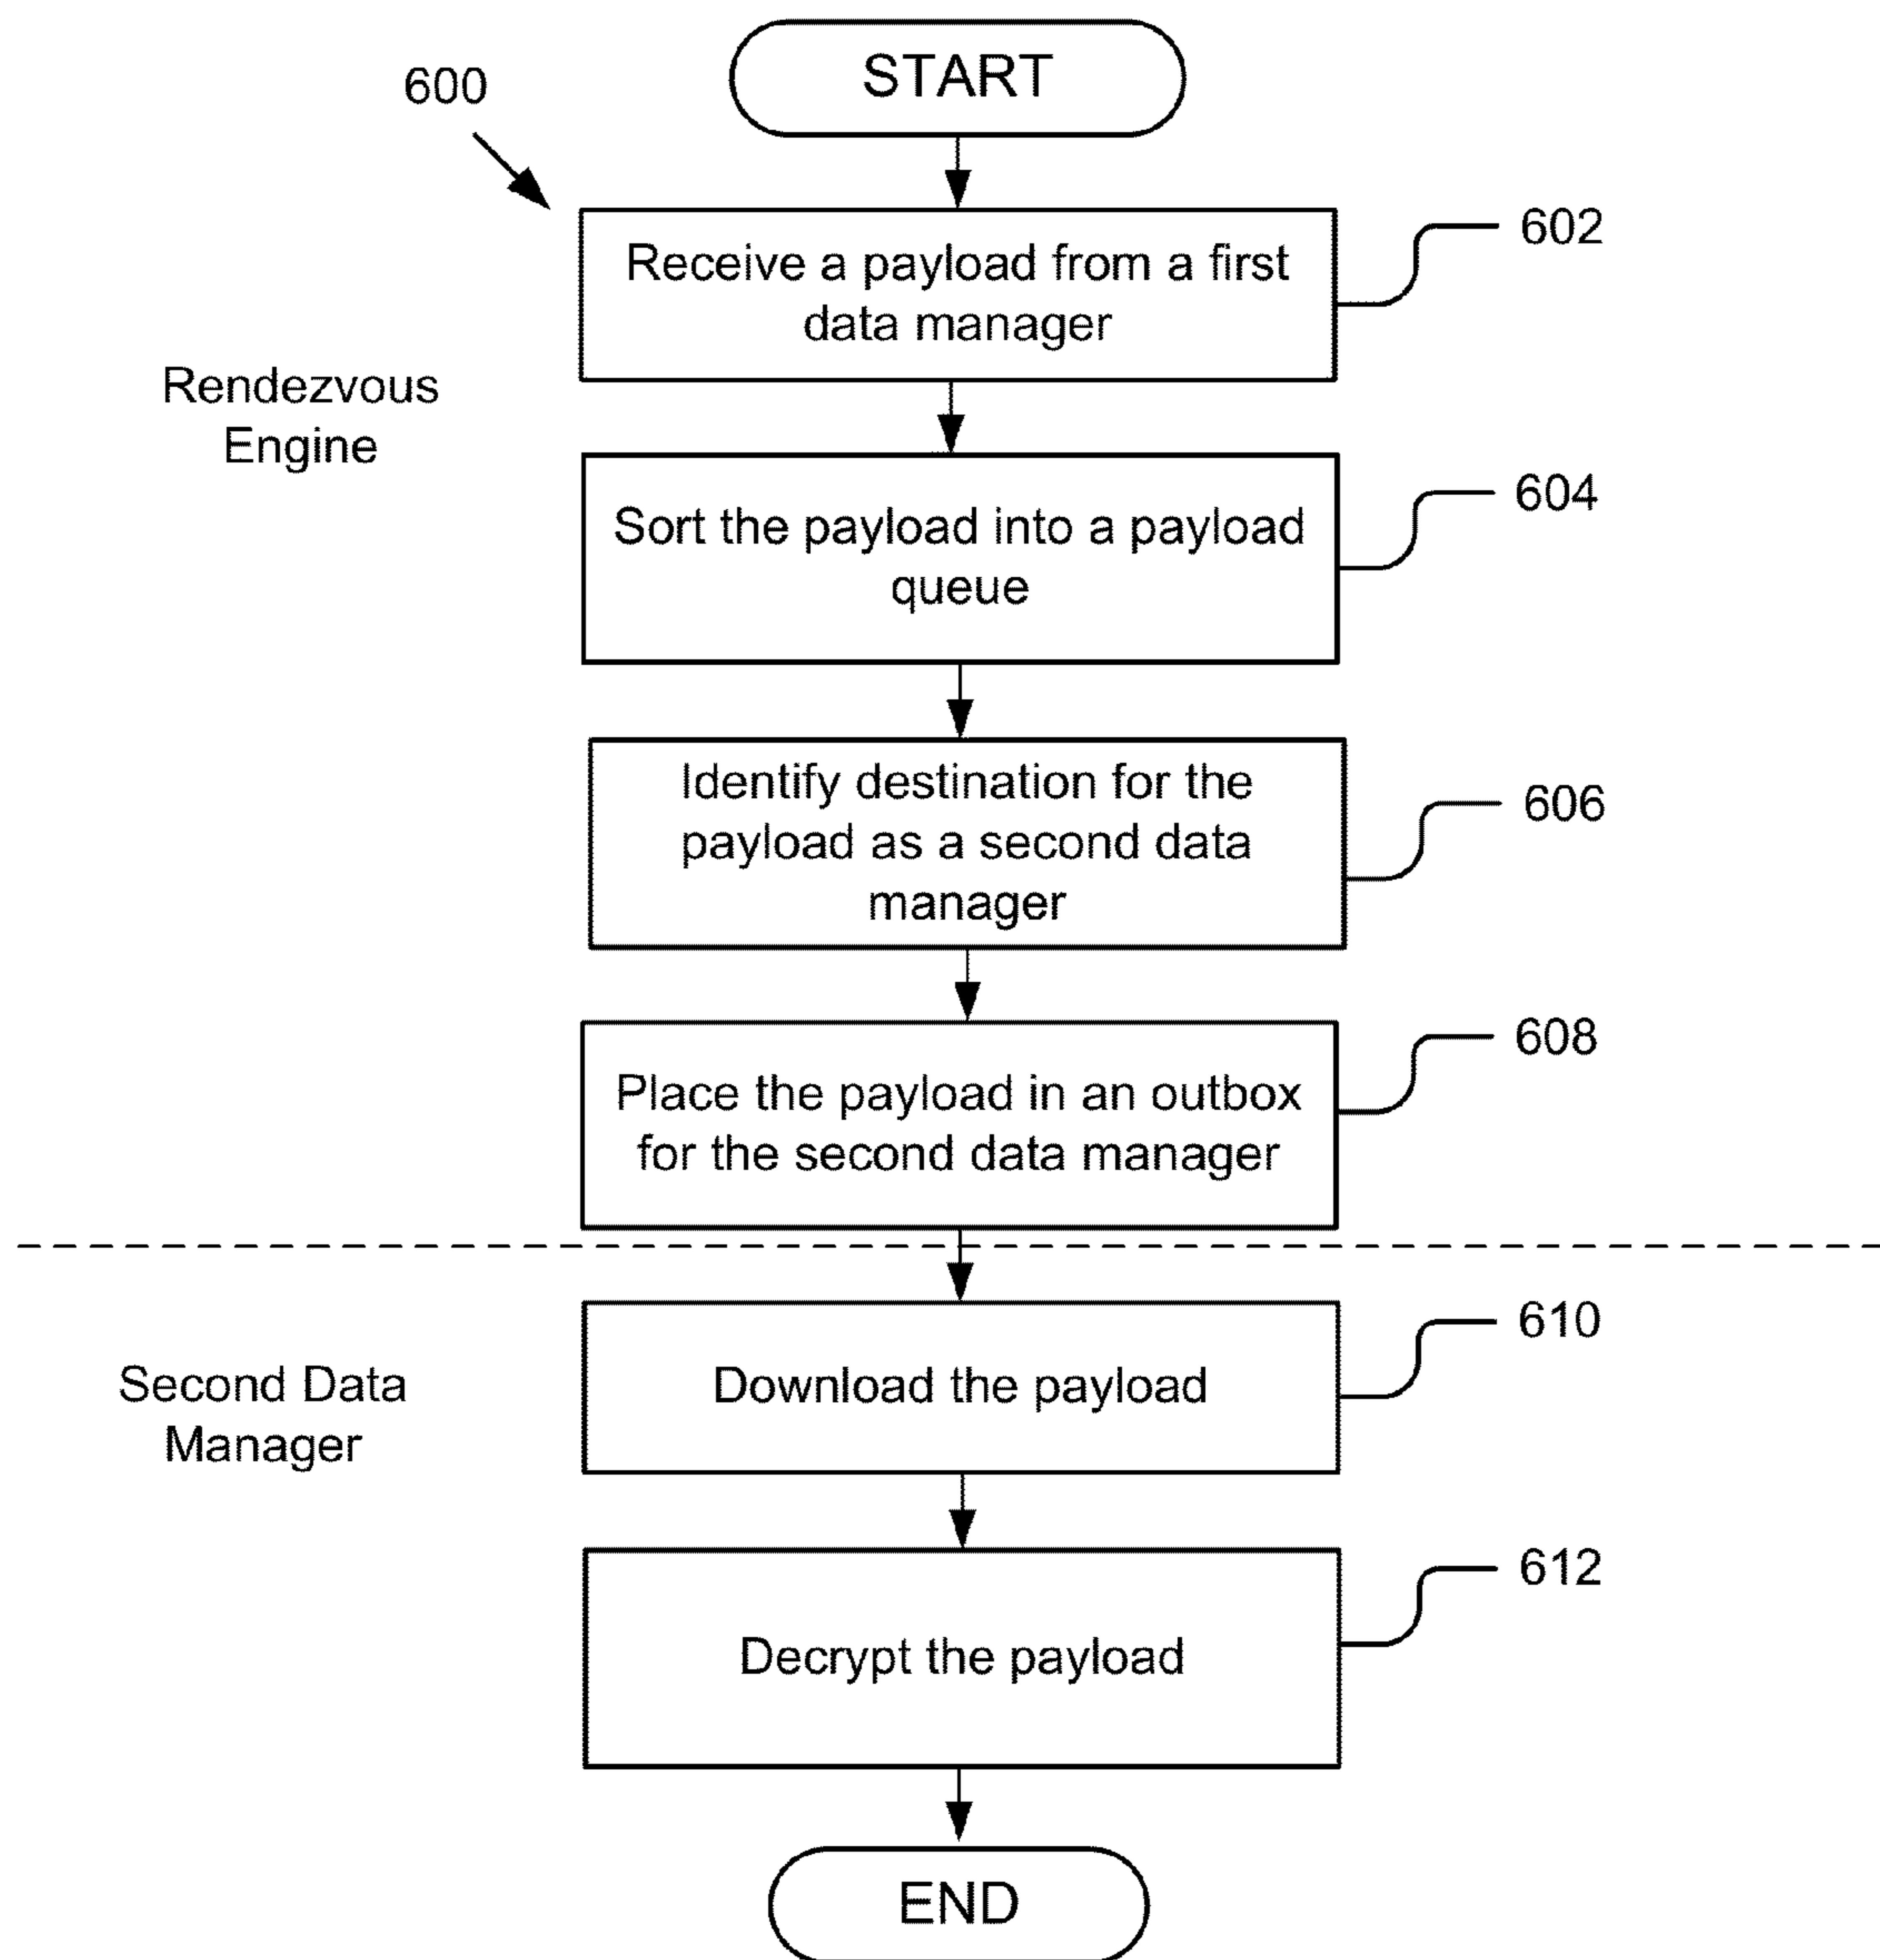 START
600
602
Receive a payload from a first
data manager
Rendezvous
Engine
604
Sort the payload into a payload
queue
Identify destination for the
606
payload as a second data
manager
608
Place the payload in an outbox
for the second data manager
610
Second Data
Manager
Download the payload
612
Decrypt the payload
END